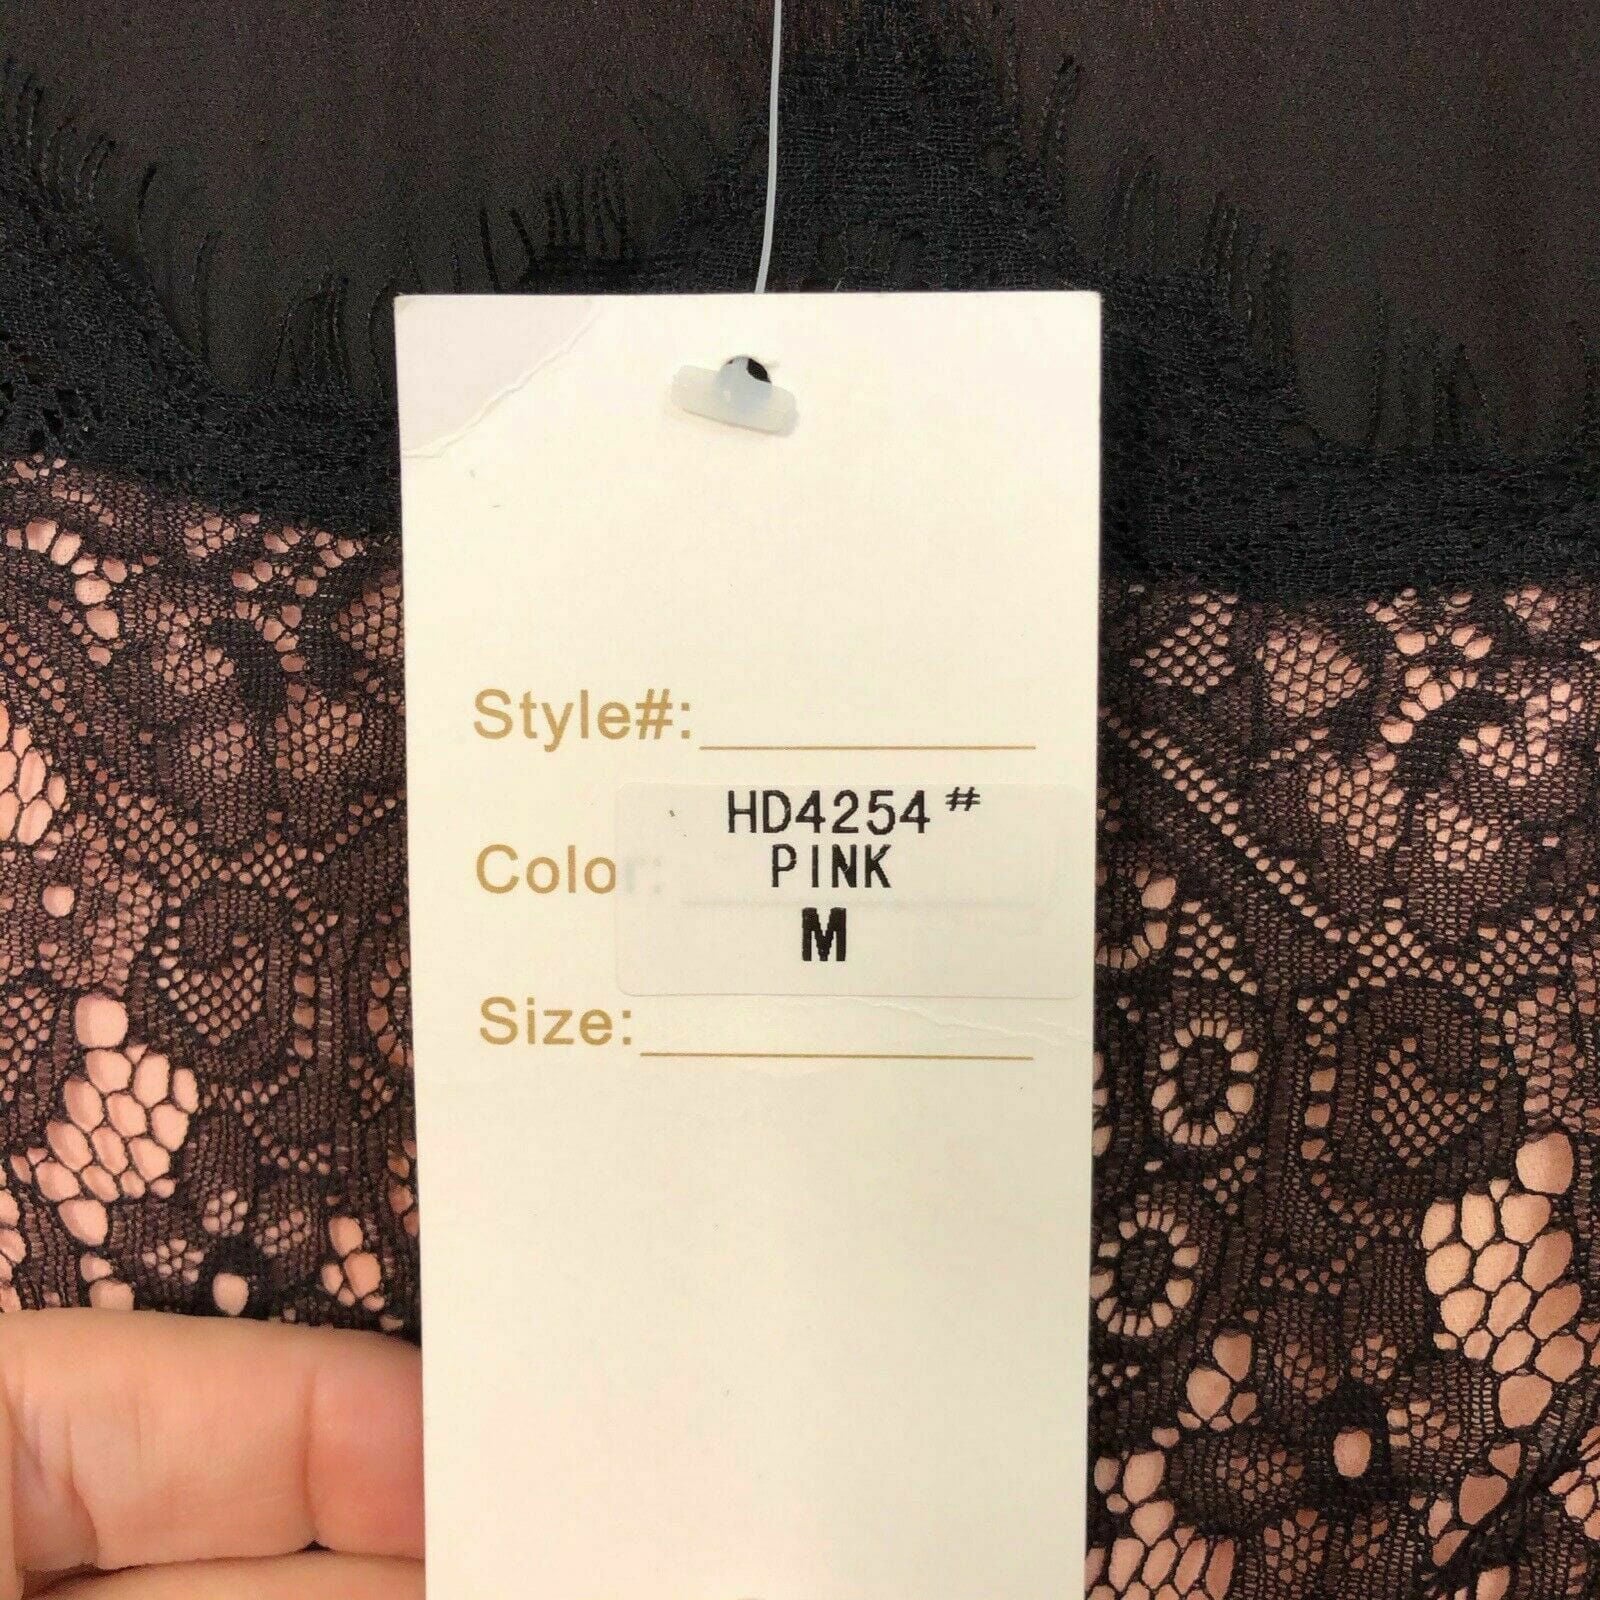 Style#:
HD4254#
Color:
PINK
M
Size: